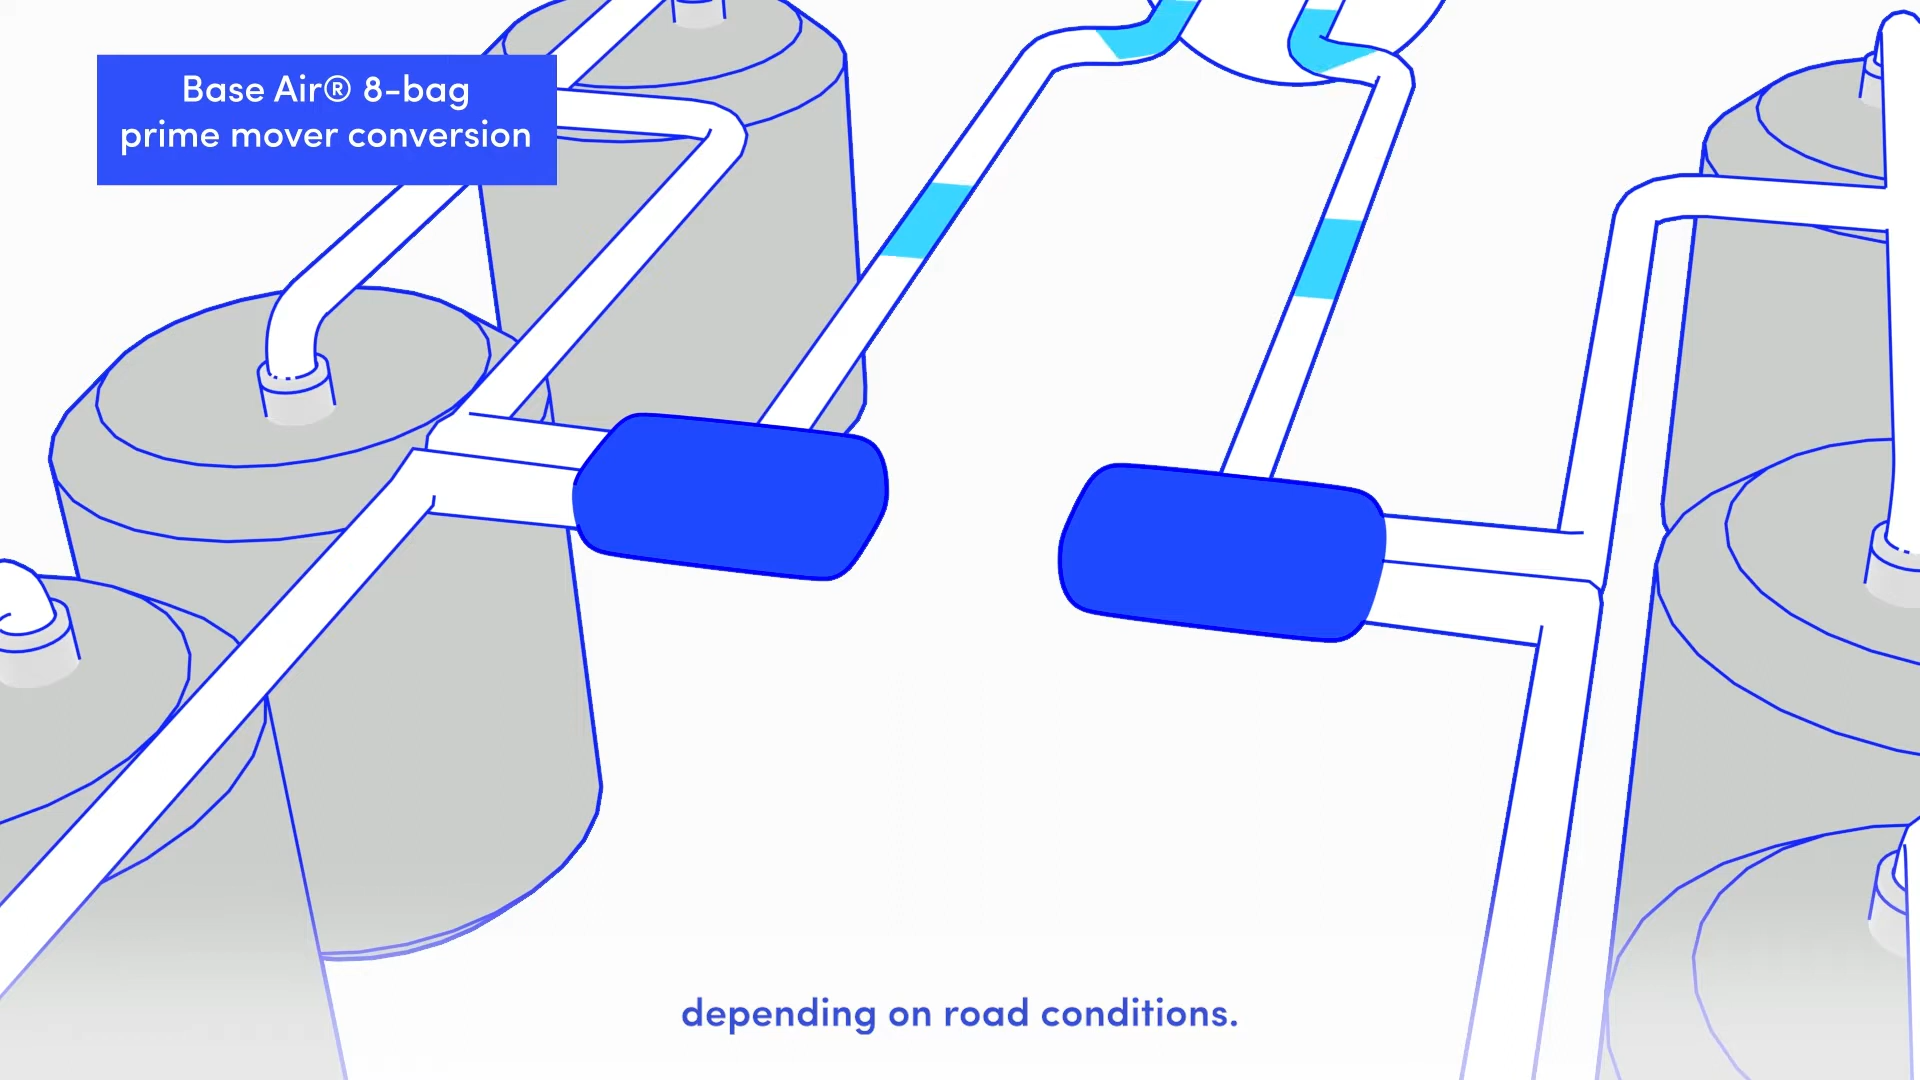 Base Air® 8-bag
prime mover conversion
depending on road conditions.